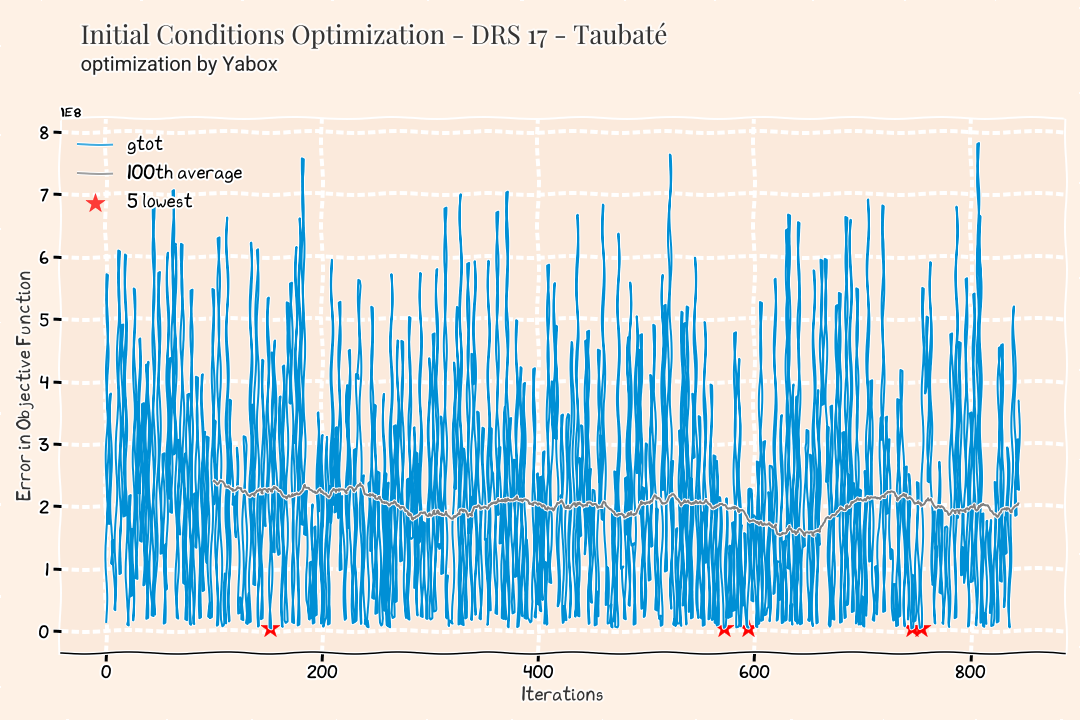 Initial Conditions Optimization - DRS 17 - Taubaté
optimization by Yabox
1E8
8
7
6
5
4
3
2
1
0
gtot
100th average
5 lowest
Error in Objective Function
0 200 400 600 800
Iterations